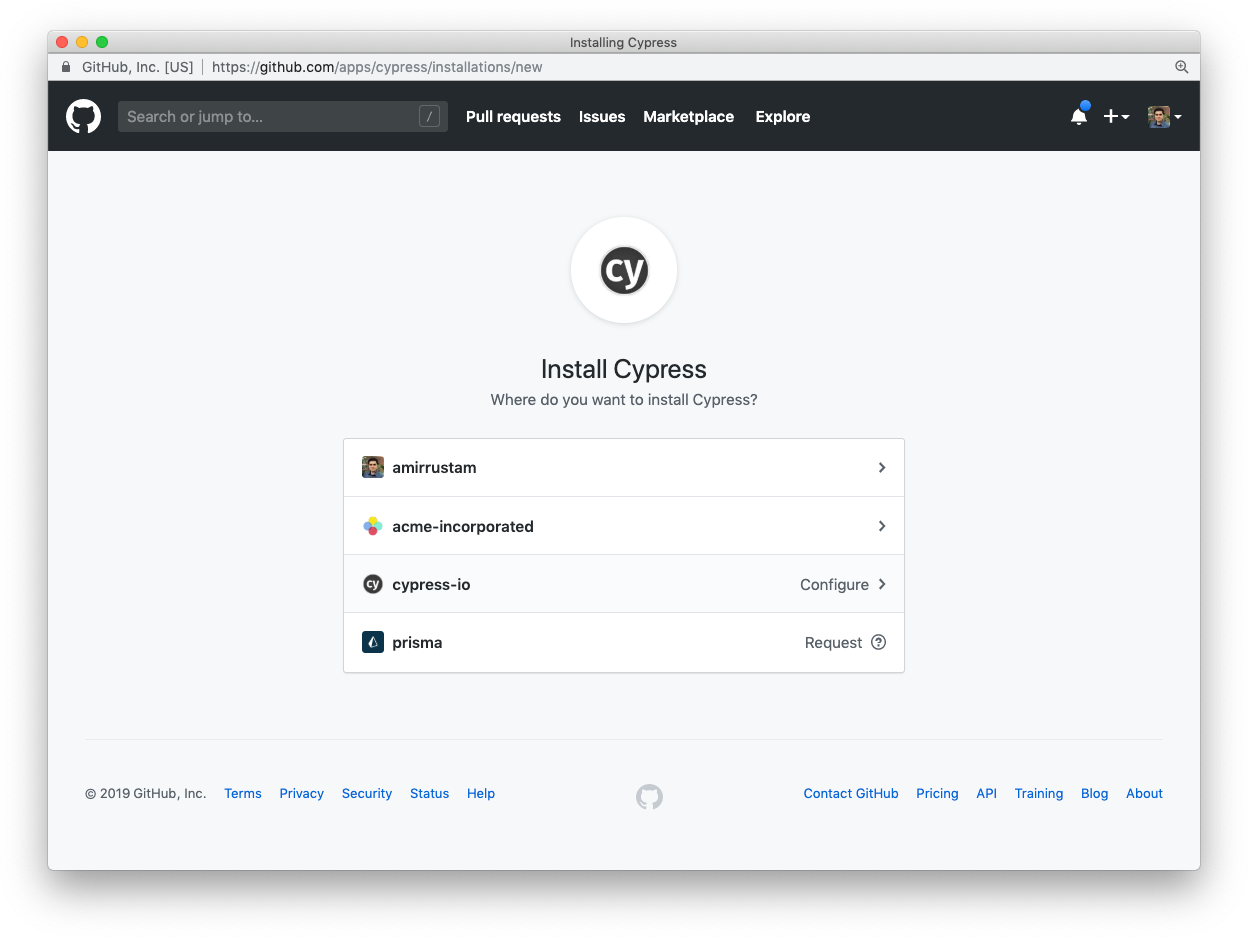 Installing Cypress
GitHub, Inc. [US] https://github.com/apps/cypress/installations/new
Search or jump to... / Pull requests Issues Marketplace Explore
cy
Install Cypress
Where do you want to install Cypress?
amirrustam
acme-incorporated
cy cypress-io Configure
prisma Request ?
© 2019 GitHub, Inc. Terms Privacy Security Status Help Contact GitHub Pricing API Training Blog About